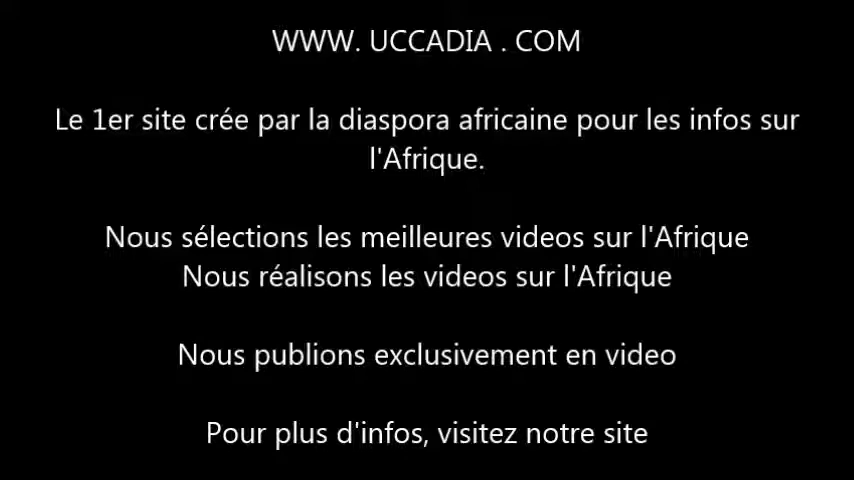 WWW. UCCADIA . COM
Le 1er site crée par la diaspora africaine pour les infos sur
l'Afrique.
Nous sélections les meilleures videos sur l'Afrique
Nous réalisons les videos sur l'Afrique
Nous publions exclusivement en video
Pour plus d'infos, visitez notre site